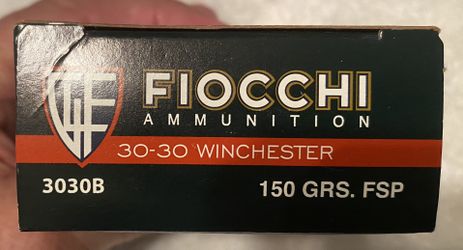 FIOCCHI
AMMUNITION
30-30 WINCHESTER
3030B
150 GRS. FSP